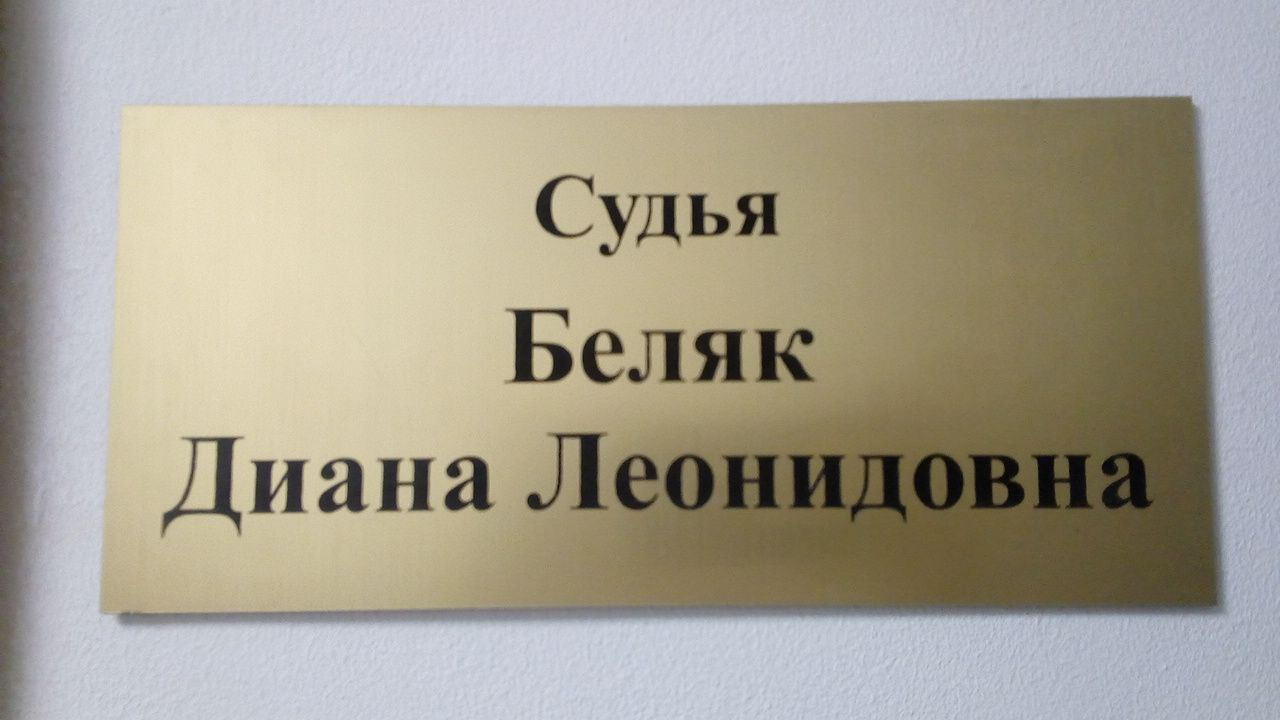 Судья
Беляк
Диана Леонидовна